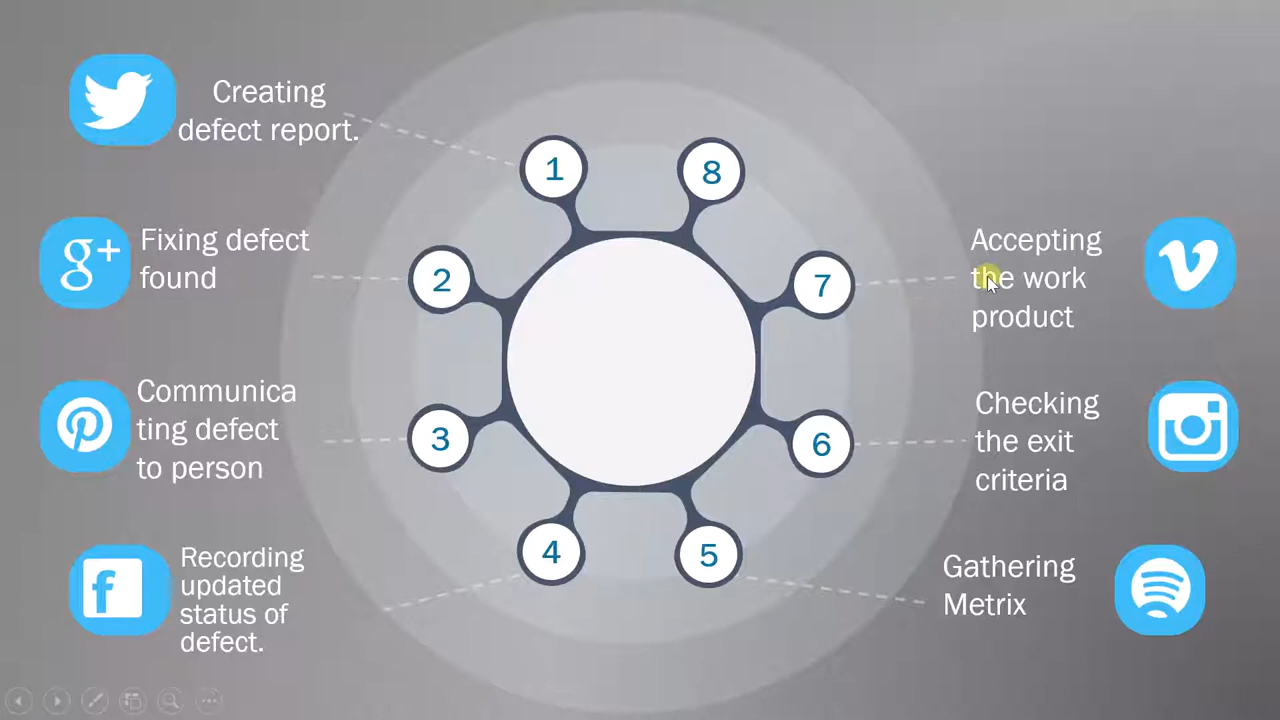 Creating
defect report.
1
8
Fixing defect
found
2
7
Accepting
the work
product
Communica
ting defect
to person
3
6
Checking
the exit
criteria
Recording
updated
status of
defect.
4
5
Gathering
Metrix